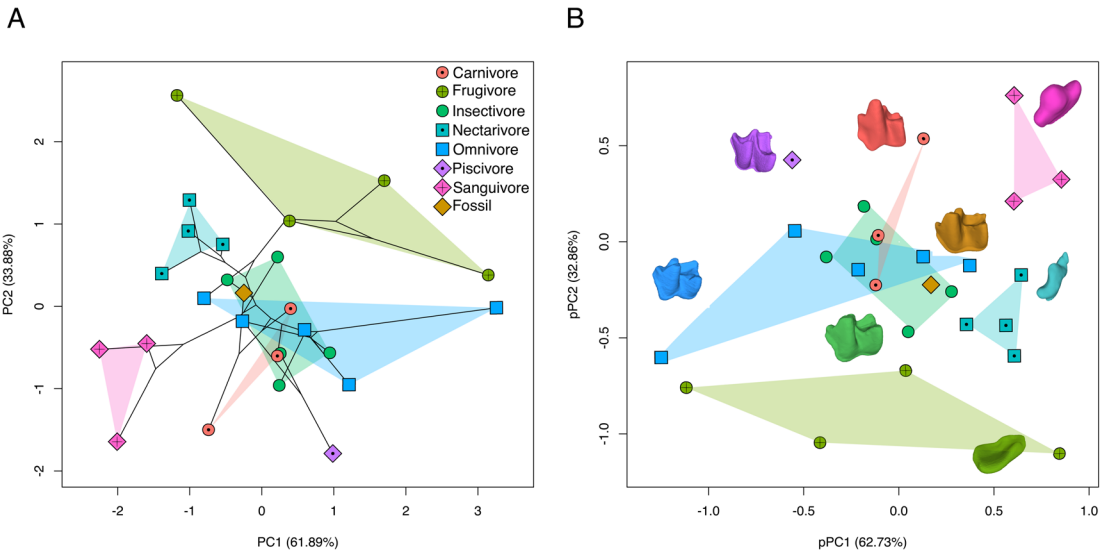 A
B
Carnivore
Frugivore
Insectivore
Nectarivore
Omnivore
Piscivore
Sanguivore
Fossil
PC2 (33.88%)
2
1
0
-1
-2
-2
-1
0
1
2
3
PC1 (61.89%)
pPC2 (32.86%)
0.5
0.0
-0.5
-1.0
-1.0
-0.5
0.0
0.5
1.0
pPC1 (62.73%)